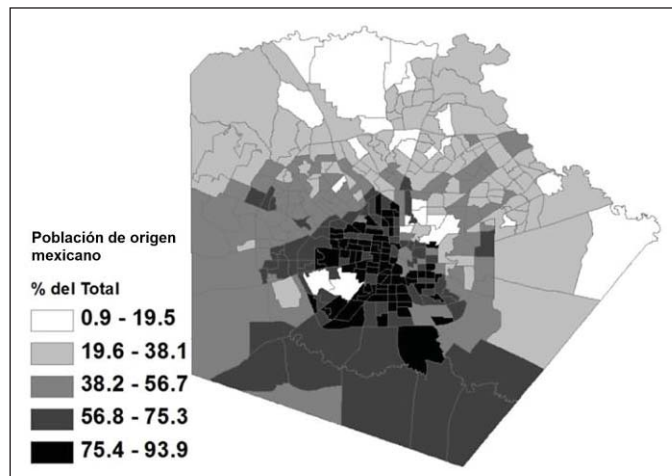 Población de origen
mexicano
% del Total
0.9 - 19.5
19.6 - 38.1
38.2 - 56.7
56.8 - 75.3
75.4 - 93.9